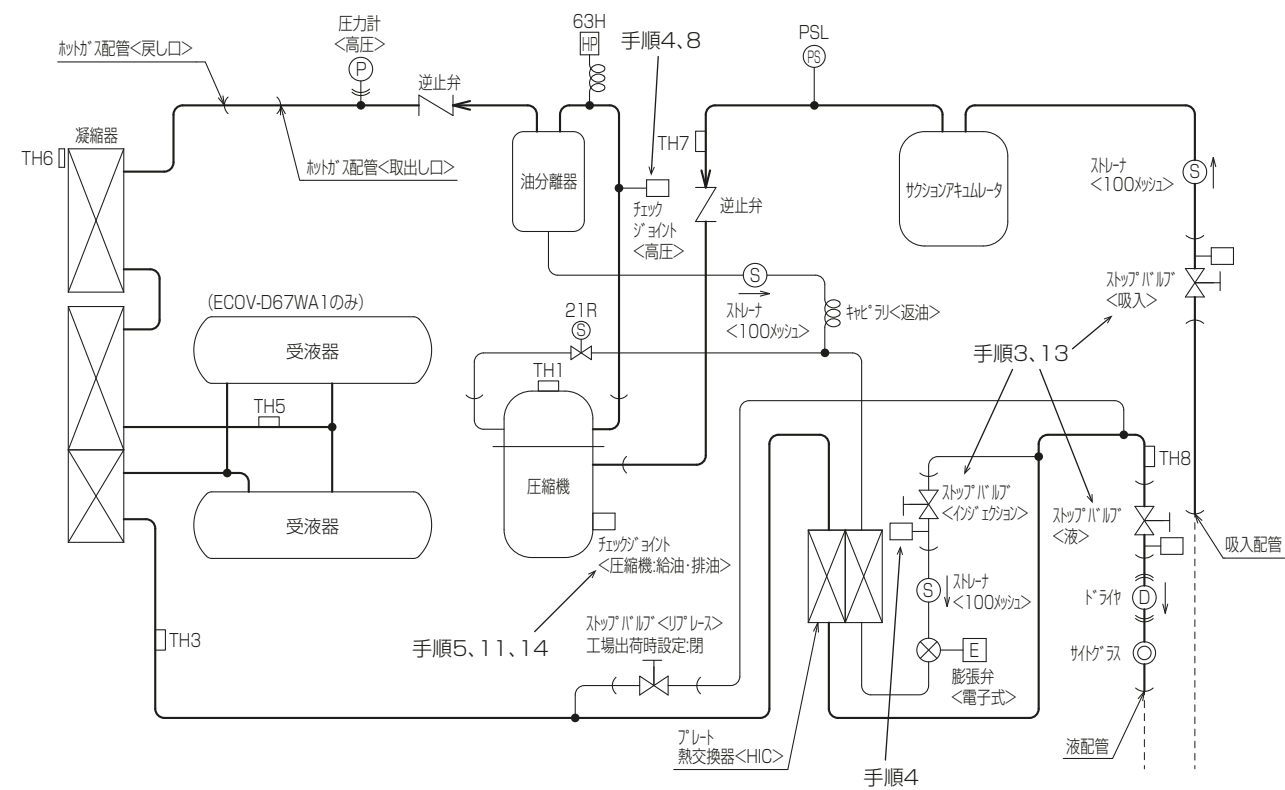 圧力計
<高圧>
P
63H
HP
手順4、8
PSL
PS
ﾎｯﾄｶﾞｽ配管<戻し口>
逆止弁
凝縮器
TH6
ﾎｯﾄｶﾞｽ配管<取出し口>
油分離器
TH7
ﾁｪｯｸ
ｼﾞｮｲﾝﾄ
<高圧>
逆止弁
ｻｸｼｮﾝｱｷｭﾑﾚｰﾀ
ｽﾄﾚｰﾅ
<100ﾒｯｼｭ>
S
ｽﾄｯﾌﾟﾊﾞﾙﾌﾞ
<吸入>
S
ｽﾄﾚｰﾅ
<100ﾒｯｼｭ>
ｷｬﾋﾟﾗﾘ<返油>
(ECOV-D67WA1のみ)
受液器
21R
S
手順3、13
TH1
TH5
TH8
圧縮機
受液器
ｽﾄｯﾌﾟﾊﾞﾙﾌﾞ
<ｲﾝｼﾞｪｸｼｮﾝ>
ｽﾄｯﾌﾟﾊﾞﾙﾌﾞ
<液>
吸入配管
ﾁｪｯｸｼﾞｮｲﾝﾄ
<圧縮機:給油・排油>
S
ｽﾄﾚｰﾅ
<100ﾒｯｼｭ>
ﾄﾞﾗｲﾔ
D
ｽﾄｯﾌﾟﾊﾞﾙﾌﾞ<ﾘﾌﾟﾚｰｽ>
工場出荷時設定:閉
手順5、11、14
TH3
E
膨張弁
<電子式>
ｻｲﾄｸﾞﾗｽ
ﾌﾟﾚｰﾄ
熱交換器<HIC>
手順4
液配管